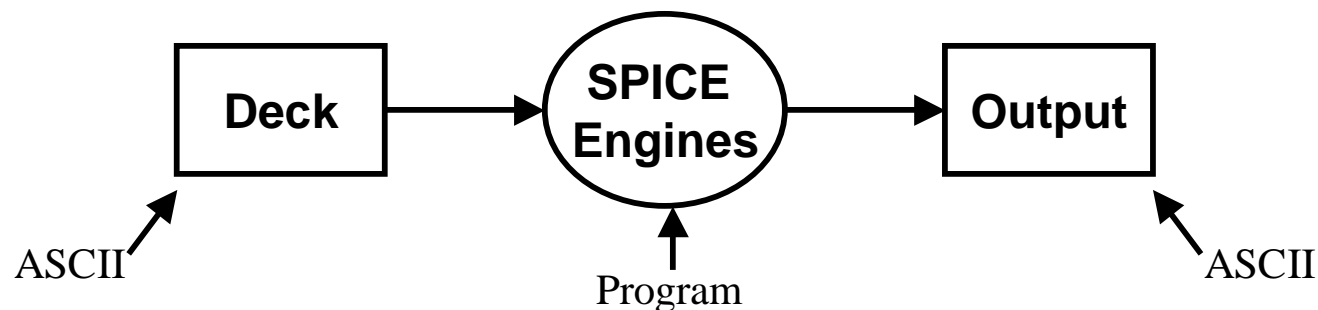 Deck
SPICE
Engines
Output
ASCII
Program
ASCII